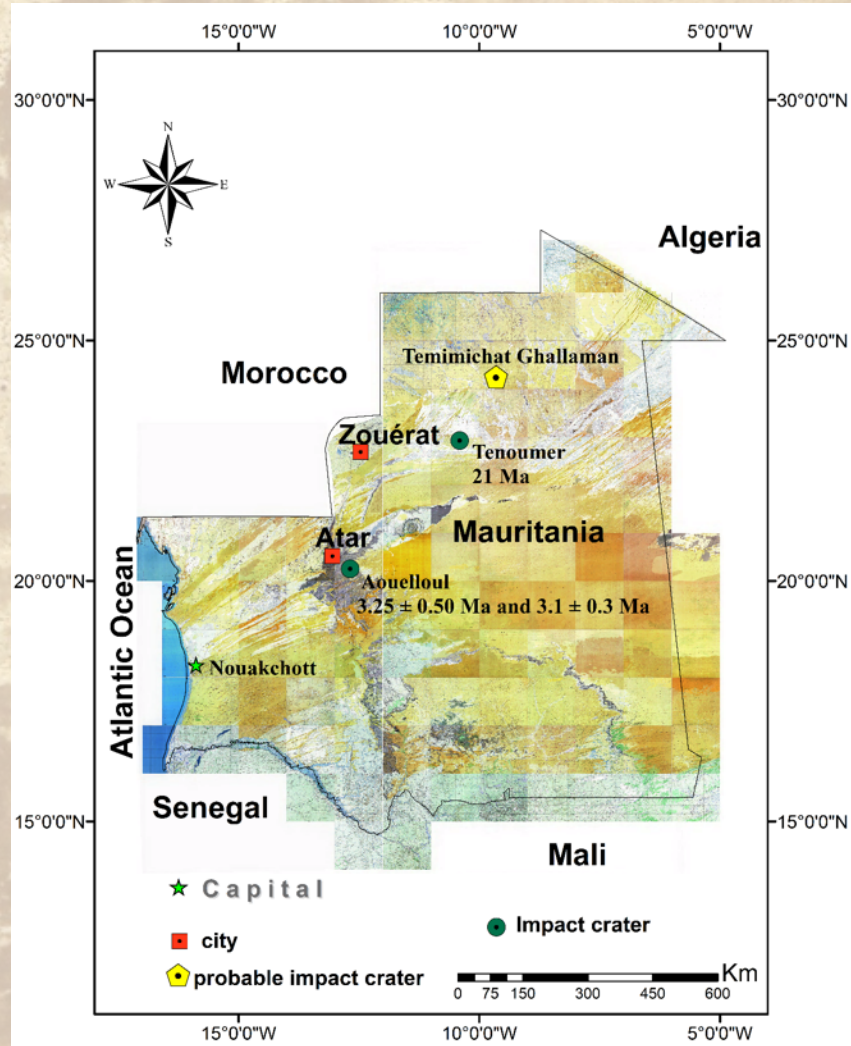 15°0'0"W 10°0'0"W 5°0'0"W
30°0'0"N 30°0'0"N
N
W E
S
Algeria
25°0'0"N 25°0'0"N
Temimichat Ghallaman
Morocco
Zouérat
Tenoumer
21 Ma
Atar
Mauritania
20°0'0"N 20°0'0"N
Aouelloul
3.25 ± 0.50 Ma and 3.1 ± 0.3 Ma
Atlantic Ocean
Nouakchott
Senegal
15°0'0"N 15°0'0"N
Mali
Capital
Impact crater
city
probable impact crater
Km
0 75 150 300 450 600
15°0'0"W 10°0'0"W 5°0'0"W